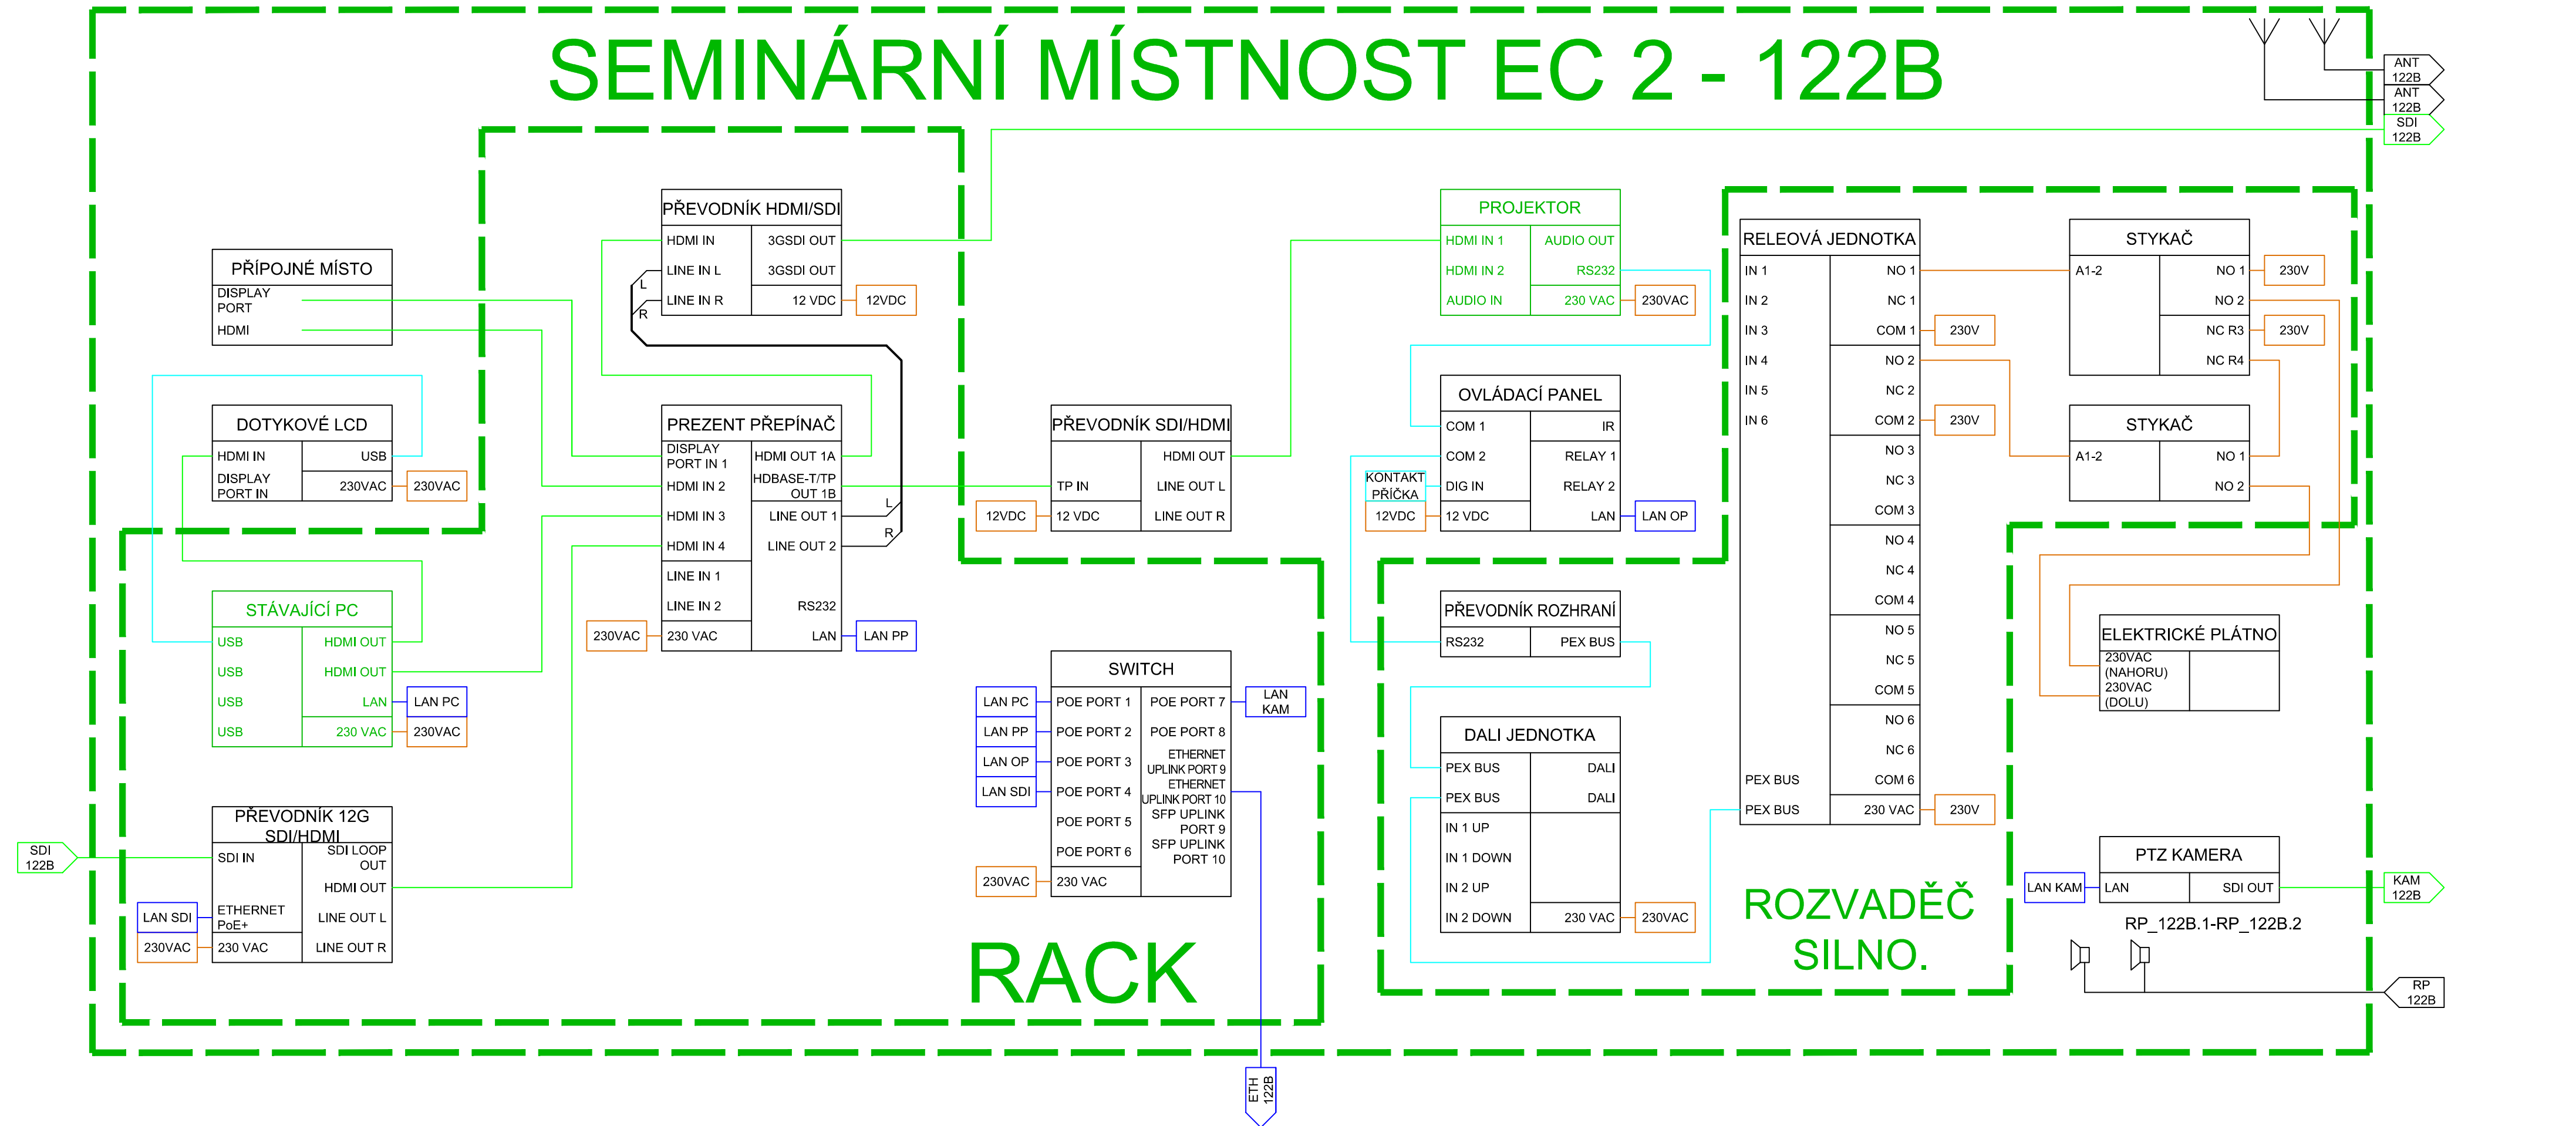 SEMINÁRNÍ MÍSTNOST EC 2 - 122B
ANT
122B
ANT
122B
SDI
122B
PŘÍPOJNÉ MÍSTO
DISPLAY
PORT
HDMI
DOTYKOVÉ LCD
HDMI IN
USB
DISPLAY
PORT IN
230VAC
230VAC
STÁVAJÍCÍ PC
USB
HDMI OUT
USB
HDMI OUT
USB
LAN
LAN PC
USB
230 VAC
230VAC
PŘEVODNÍK 12G
SDI/HDMI
SDI
122B
SDI IN
SDI LOOP
OUT
HDMI OUT
LAN SDI
ETHERNET
PoE+
LINE OUT L
230VAC
230 VAC
LINE OUT R
PŘEVODNÍK HDMI/SDI
HDMI IN
3GSDI OUT
LINE IN L
3GSDI OUT
LINE IN R
12 VDC
12VDC
L
R
PREZENT PŘEPÍNAČ
DISPLAY
PORT IN 1
HDMI OUT 1A
HDMI IN 2
HDBASE-T/TP
OUT 1B
HDMI IN 3
LINE OUT 1
L
HDMI IN 4
LINE OUT 2
R
LINE IN 1
LINE IN 2
RS232
230VAC
230 VAC
LAN
LAN PP
PŘEVODNÍK SDI/HDMI
HDMI OUT
TP IN
LINE OUT L
12VDC
12 VDC
LINE OUT R
SWITCH
LAN PC
POE PORT 1
POE PORT 7
LAN
KAM
LAN PP
POE PORT 2
POE PORT 8
LAN OP
POE PORT 3
ETHERNET
UPLINK PORT 9
LAN SDI
POE PORT 4
ETHERNET
UPLINK PORT 10
POE PORT 5
SFP UPLINK
PORT 9
POE PORT 6
SFP UPLINK
PORT 10
230VAC
230 VAC
RACK
ETH
122B
PROJEKTOR
HDMI IN 1
AUDIO OUT
HDMI IN 2
RS232
AUDIO IN
230 VAC
230VAC
OVLÁDACÍ PANEL
COM 1
IR
COM 2
RELAY 1
KONTAKT
PŘÍČKA
DIG IN
RELAY 2
12VDC
12 VDC
LAN
LAN OP
PŘEVODNÍK ROZHRANÍ
RS232
PEX BUS
DALI JEDNOTKA
PEX BUS
DALI
PEX BUS
DALI
IN 1 UP
IN 1 DOWN
IN 2 UP
IN 2 DOWN
230 VAC
230VAC
RELEOVÁ JEDNOTKA
IN 1
NO 1
IN 2
NC 1
IN 3
COM 1
230V
IN 4
NO 2
IN 5
NC 2
IN 6
COM 2
230V
NO 3
NC 3
COM 3
NO 4
NC 4
COM 4
NO 5
NC 5
COM 5
NO 6
NC 6
PEX BUS
COM 6
PEX BUS
230 VAC
230V
ROZVADĚČ
SILNO.
STYKAČ
A1-2
NO 1
230V
NO 2
NC R3
230V
NC R4
STYKAČ
A1-2
NO 1
NO 2
ELEKTRICKÉ PLÁTNO
230VAC
(NAHORU)
230VAC
(DOLU)
PTZ KAMERA
LAN KAM
LAN
SDI OUT
KAM
122B
RP_122B.1-RP_122B.2
RP
122B